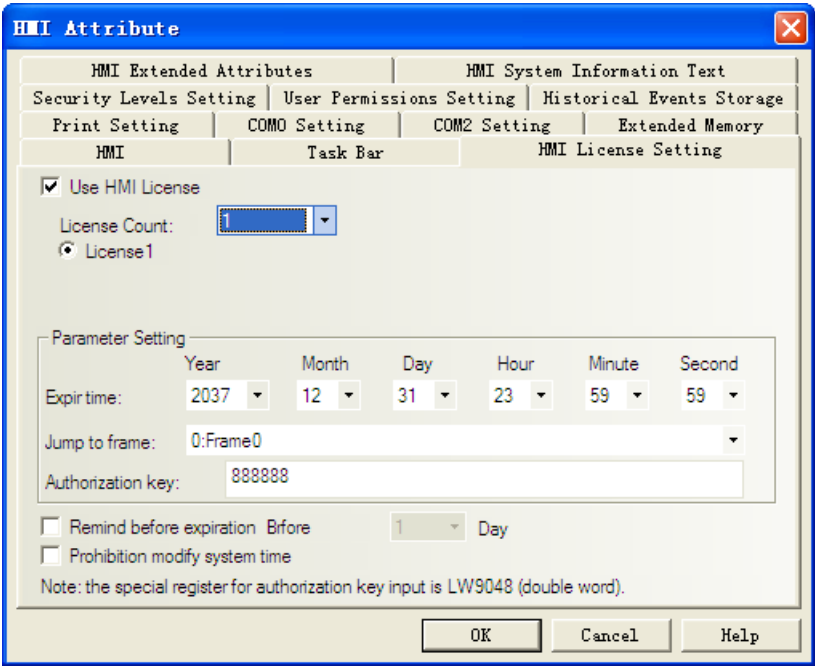 HMI Attribute
HMI Extended Attributes HMI System Information Text
Security Levels Setting User Permissions Setting Historical Events Storage
Print Setting COM0 Setting COM2 Setting Extended Memory
HMI Task Bar HMI License Setting
Use HMI License
License Count: 1
License1
Parameter Setting
Year Month Day Hour Minute Second
Expir time: 2037 12 31 23 59 59
Jump to frame: 0:Frame0
Authorization key: 888888
Remind before expiration Brfore 1 Day
Prohibition modify system time
Note: the special register for authorization key input is LW9048 (double word).
OK Cancel Help